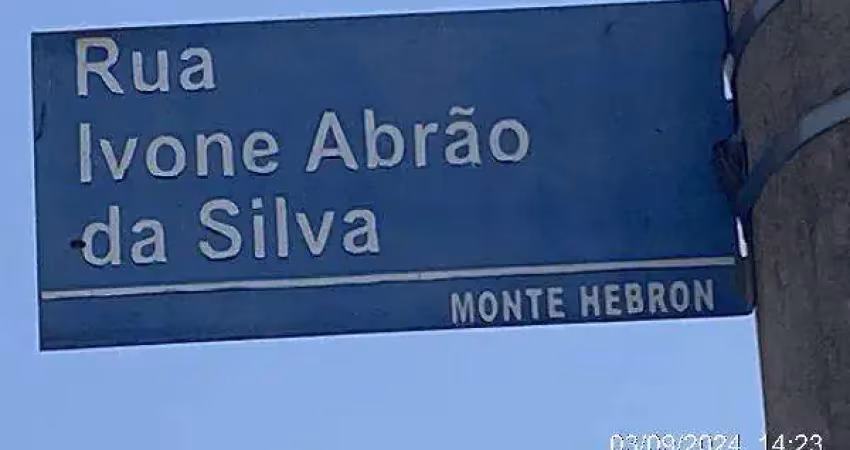 Rua
Ivone Abrão
da Silva
MONTE HEBRON
03/09/2024 14:23